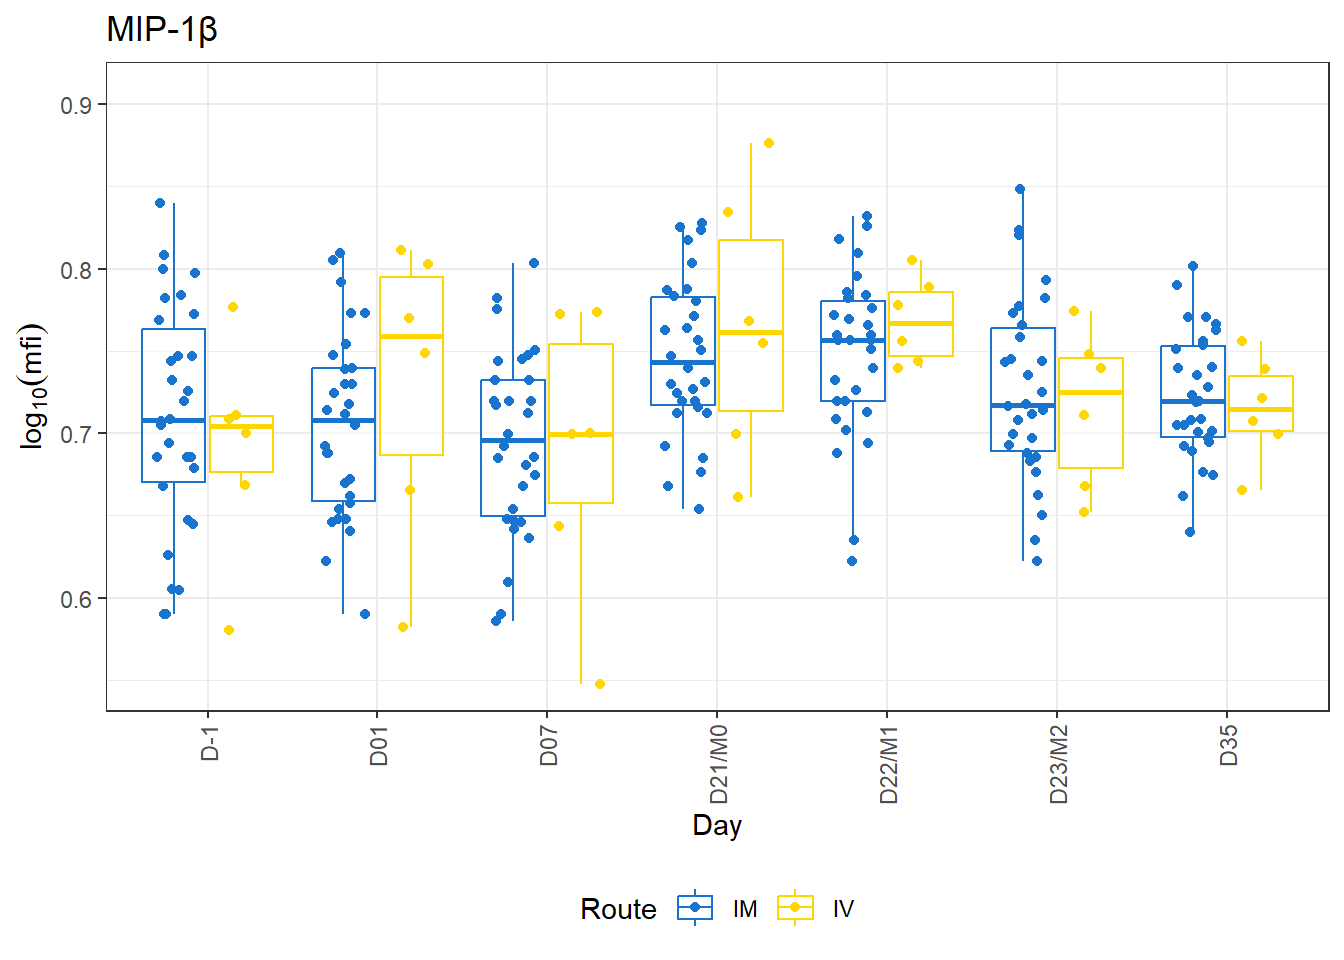 MIP-1β
0.9
0.8
0.7
0.6
log10(mfi)
D-1
D01
D07
D21/M0
D22/M1
D23/M2
D35
Day
Route IM IV